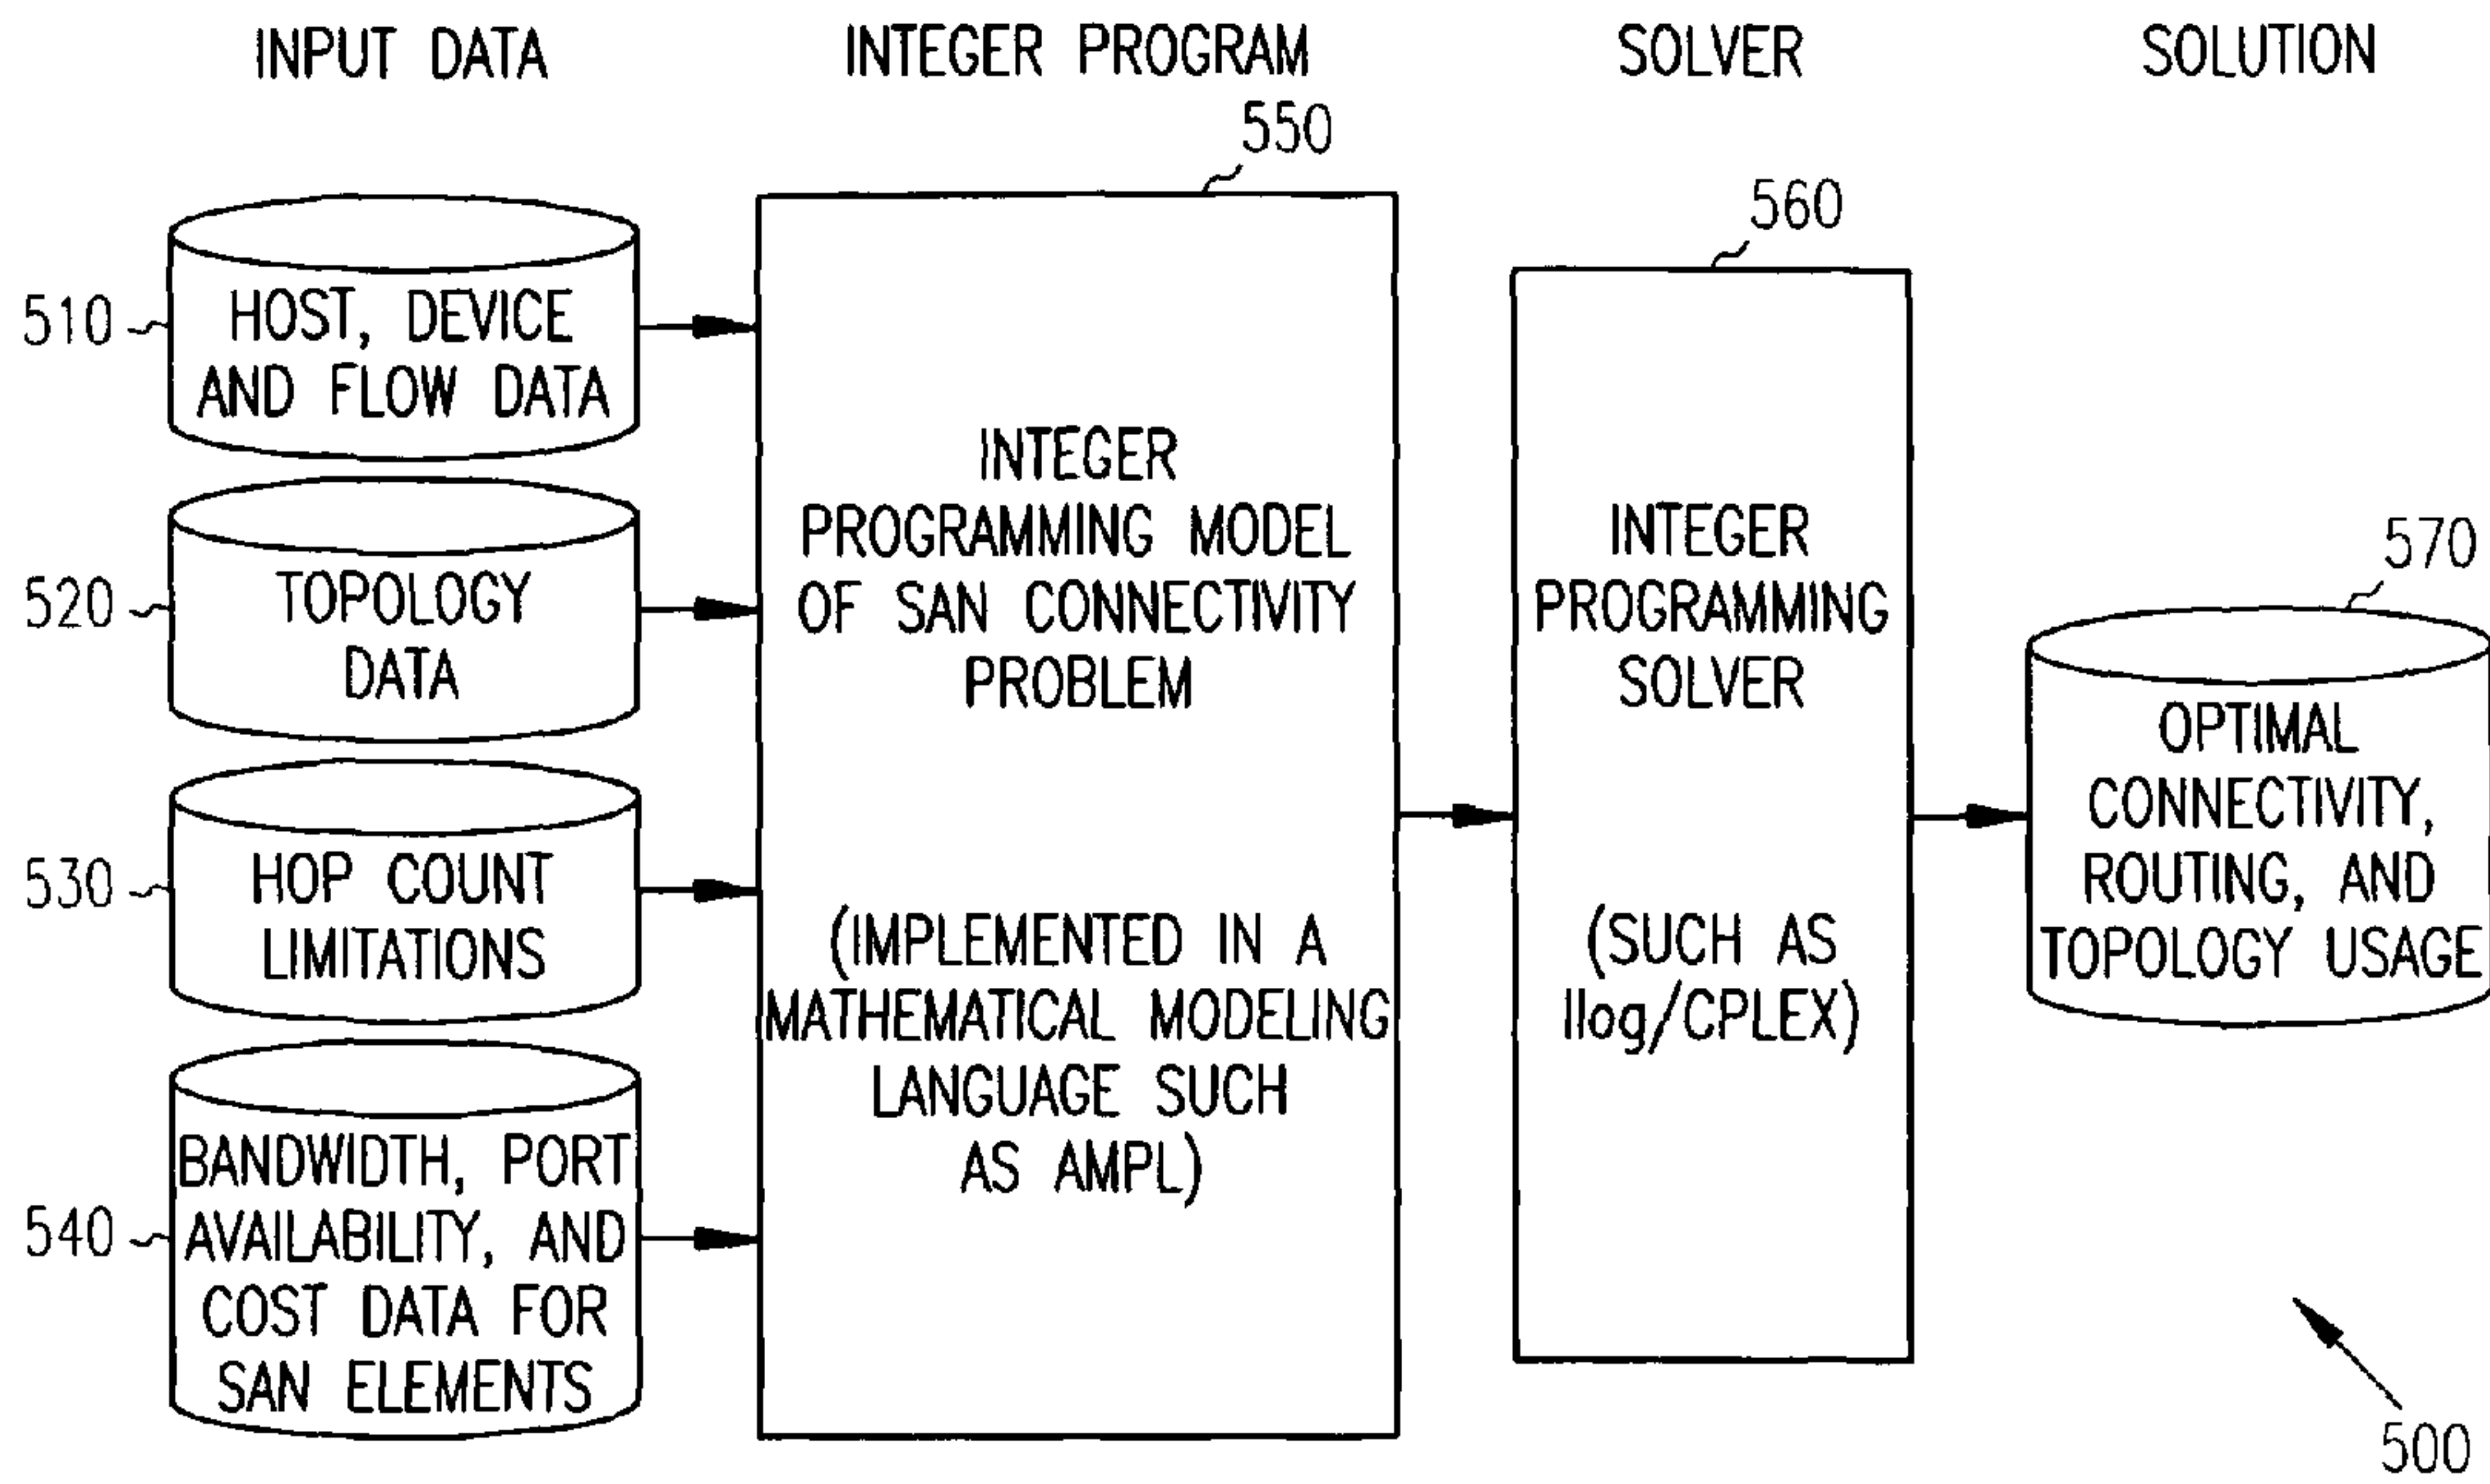 INPUT DATA
INTEGER PROGRAM
SOLVER
SOLUTION
550
560
570
510
HOST, DEVICE
AND FLOW DATA
520
TOPOLOGY
DATA
530
HOP COUNT
LIMITATIONS
540
BANDWIDTH, PORT
AVAILABILITY, AND
COST DATA FOR
SAN ELEMENTS
INTEGER
PROGRAMMING MODEL
OF SAN CONNECTIVITY
PROBLEM
(IMPLEMENTED IN A
MATHEMATICAL MODELING
LANGUAGE SUCH
AS AMPL)
INTEGER
PROGRAMMING
SOLVER
(SUCH AS
Ilog/CPLEX)
OPTIMAL
CONNECTIVITY,
ROUTING, AND
TOPOLOGY USAGE
500